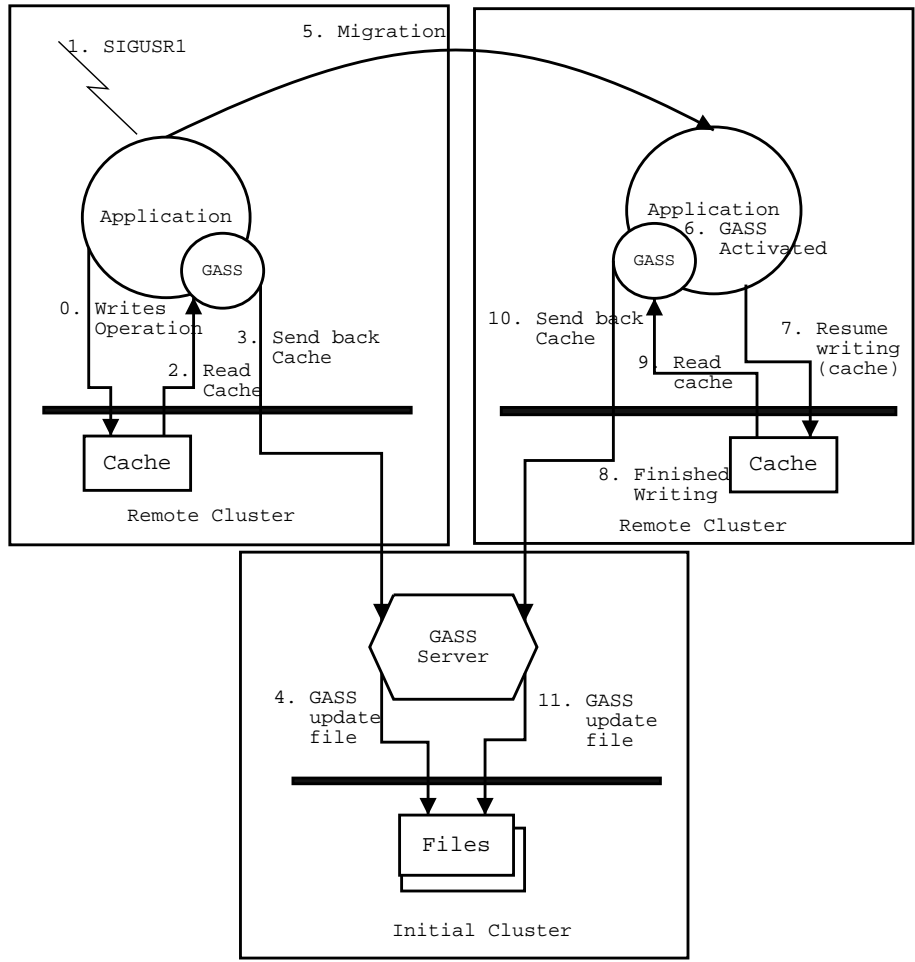 1. SIGUSR1
5. Migration
Application
GASS
0. Writes
Operation
3. Send back
Cache
2. Read
Cache
Cache
Remote Cluster
Application
6. GASS
Activated
GASS
10. Send back
Cache
7. Resume
writing
(cache)
9. Read
cache
Cache
8. Finished
Writing
Remote Cluster
GASS
Server
4. GASS
update
file
11. GASS
update
file
Files
Initial Cluster